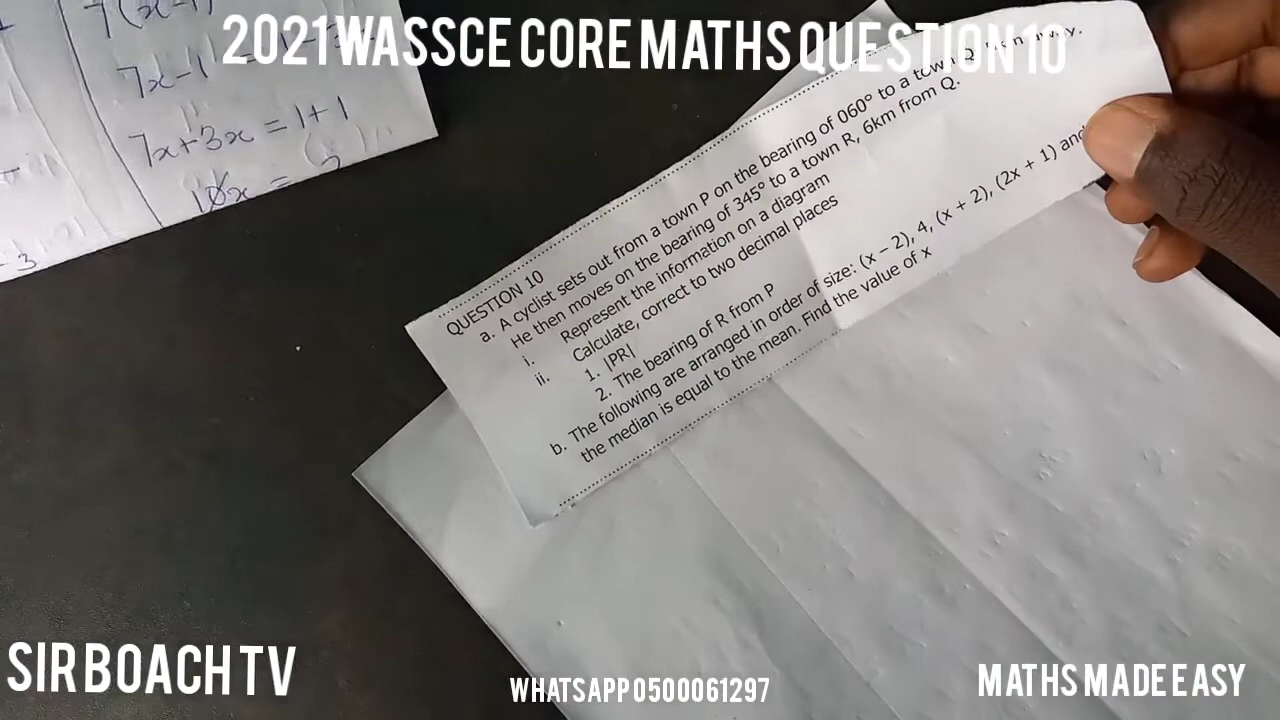 2021 WASSCE CORE MATHS QUESTION 10
7x-1
7x+3x = 1+1
10x =
QUESTION 10
a. A cyclist sets out from a town P on the bearing of 060° to a town Q
He then moves on the bearing of 345° to a town R, 6km from Q.
i. Represent the information on a diagram
ii. Calculate, correct to two decimal places
1. |PR|
2. The bearing of R from P
b. The following are arranged in order of size: (x – 2), 4, (x + 2), (2x + 1) and
the median is equal to the mean. Find the value of x
SIR BOACH TV
WHATSAPP 0500061297
MATHS MADE EASY